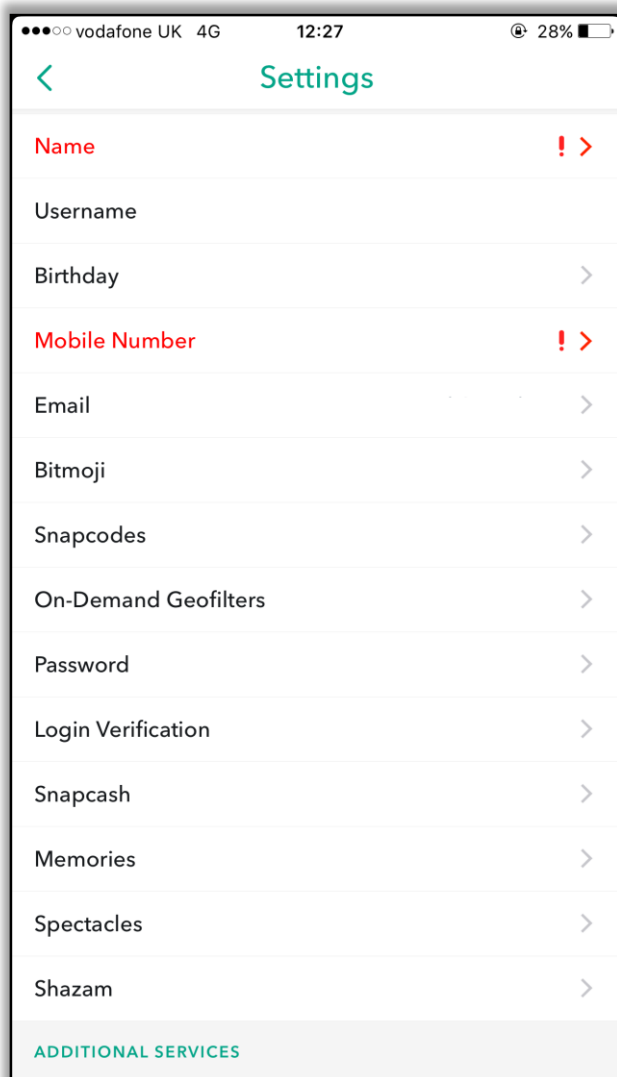 vodafone UK 4G 12:27 28%
Settings
Name !
Username
Birthday
Mobile Number !
Email
Bitmoji
Snapcodes
On-Demand Geofilters
Password
Login Verification
Snapcash
Memories
Spectacles
Shazam
ADDITIONAL SERVICES